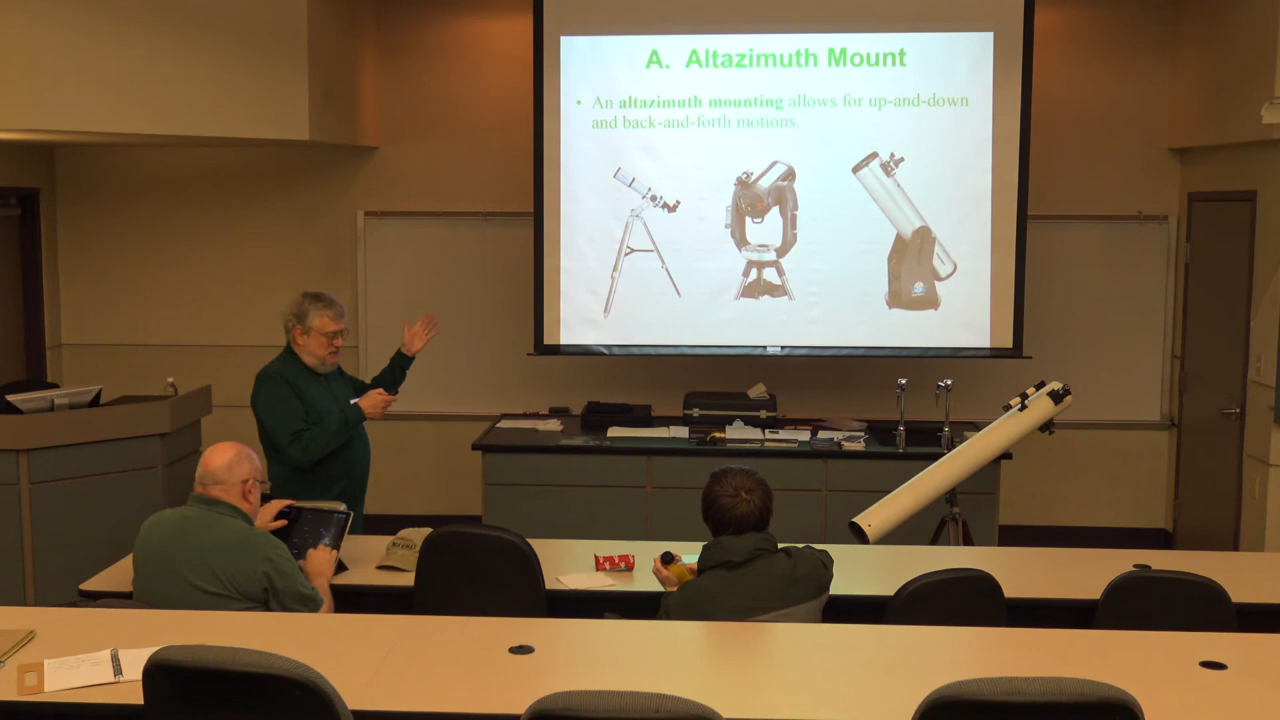 A. Altazimuth Mount
• An altazimuth mounting allows for up-and-down
and back-and-forth motions.